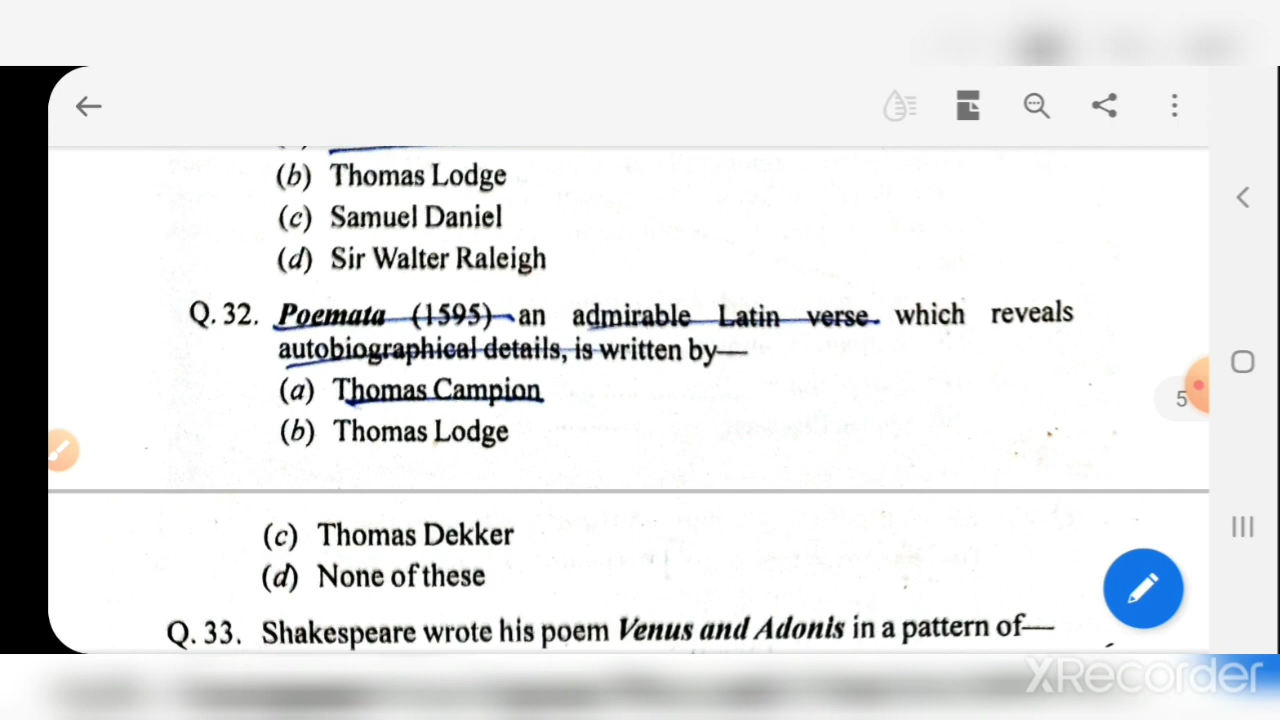 (b) Thomas Lodge
(c) Samuel Daniel
(d) Sir Walter Raleigh
Q. 32. Poemata (1595) an admirable Latin verse which reveals
autobiographical details, is written by—
(a) Thomas Campion
(b) Thomas Lodge
5
(c) Thomas Dekker
(d) None of these
Q. 33. Shakespeare wrote his poem Venus and Adonis in a pattern of—
XRecorder